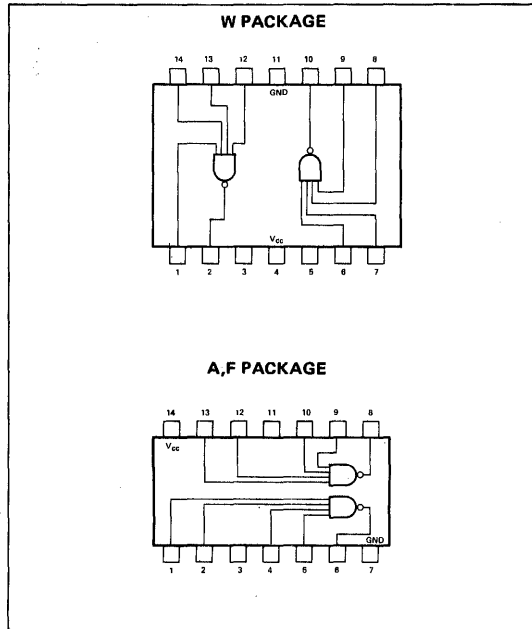 W PACKAGE
14 13 12 11 10 9 8
GND
Vcc
1 2 3 4 5 6 7
A,F PACKAGE
14 13 12 11 10 9 8
Vcc
GND
1 2 3 4 5 6 7